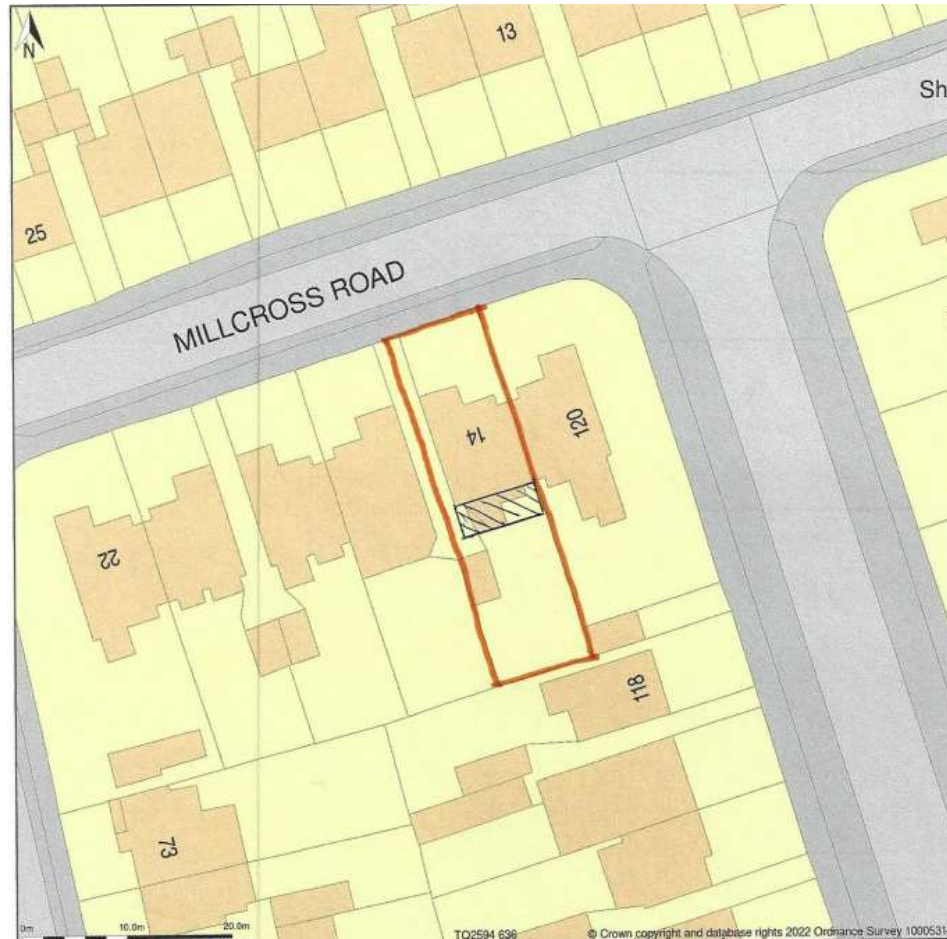 N
13
Sh
25
MILLCROSS ROAD
14
120
22
118
73
0m
10.0m
20.0m
TQ2594 636
© Crown copyright and database rights 2022 Ordnance Survey 1000535